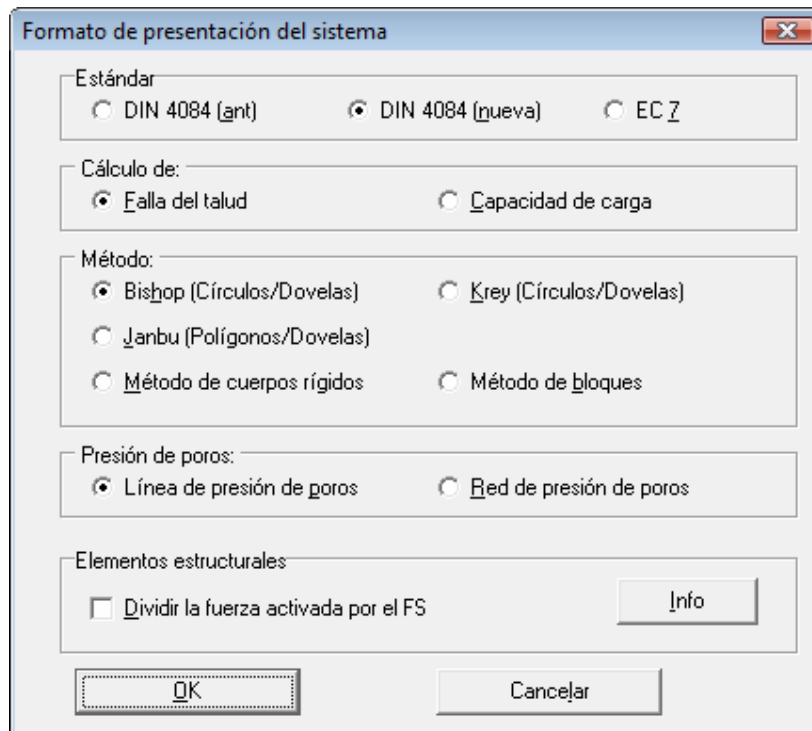 Formato de presentación del sistema
Estándar
DIN 4084 (ant) DIN 4084 (nueva) EC 7
Cálculo de:
Falla del talud Capacidad de carga
Método:
Bishop (Círculos/Dovelas) Krey (Círculos/Dovelas)
Janbu (Polígonos/Dovelas)
Método de cuerpos rígidos Método de bloques
Presión de poros:
Línea de presión de poros Red de presión de poros
Elementos estructurales
Dividir la fuerza activada por el FS Info
OK Cancelar